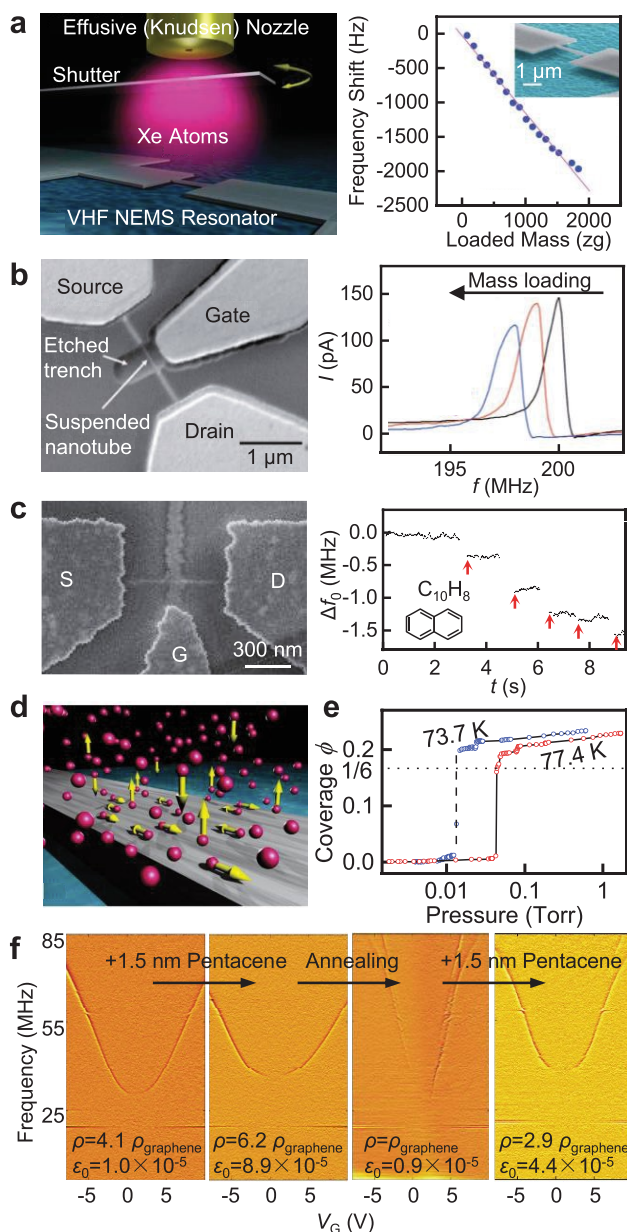 a
Effusive (Knudsen) Nozzle
Shutter
Xe Atoms
VHF NEMS Resonator
Frequency Shift (Hz)
0
-500
-1000
-1500
-2000
-2500
1 μm
0 1000 2000
Loaded Mass (zg)
b
Source
Gate
Etched
trench
Suspended
nanotube
Drain
1 μm
Mass loading
I (pA)
150
100
50
0
195 200
f (MHz)
c
S
D
G
300 nm
Δf₀ (MHz)
0.0
-0.5
-1.0
-1.5
C₁₀H₈
0 2 4 6 8
t (s)
d
e
Coverage ϕ
0.2
1/6
0.1
0.0
73.7 K
77.4 K
0.01 0.1 1
Pressure (Torr)
f
Frequency (MHz)
85
55
25
+1.5 nm Pentacene
Annealing
+1.5 nm Pentacene
ρ=4.1 ρgraphene
ε₀=1.0×10⁻⁵
ρ=6.2 ρgraphene
ε₀=8.9×10⁻⁵
ρ=ρgraphene
ε₀=0.9×10⁻⁵
ρ=2.9 ρgraphene
ε₀=4.4×10⁻⁵
-5 0 5 -5 0 5 -5 0 5 -5 0 5
V_G (V)